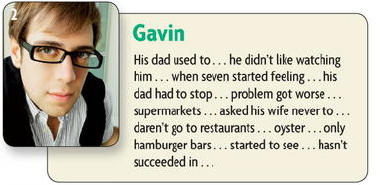 2
Gavin
His dad used to . . . he didn't like watching
him . . . when seven started feeling . . . his
dad had to stop . . . problem got worse . . .
supermarkets . . . asked his wife never to . . .
daren't go to restaurants . . . oyster . . . only
hamburger bars . . . started to see . . . hasn't
succeeded in . . .